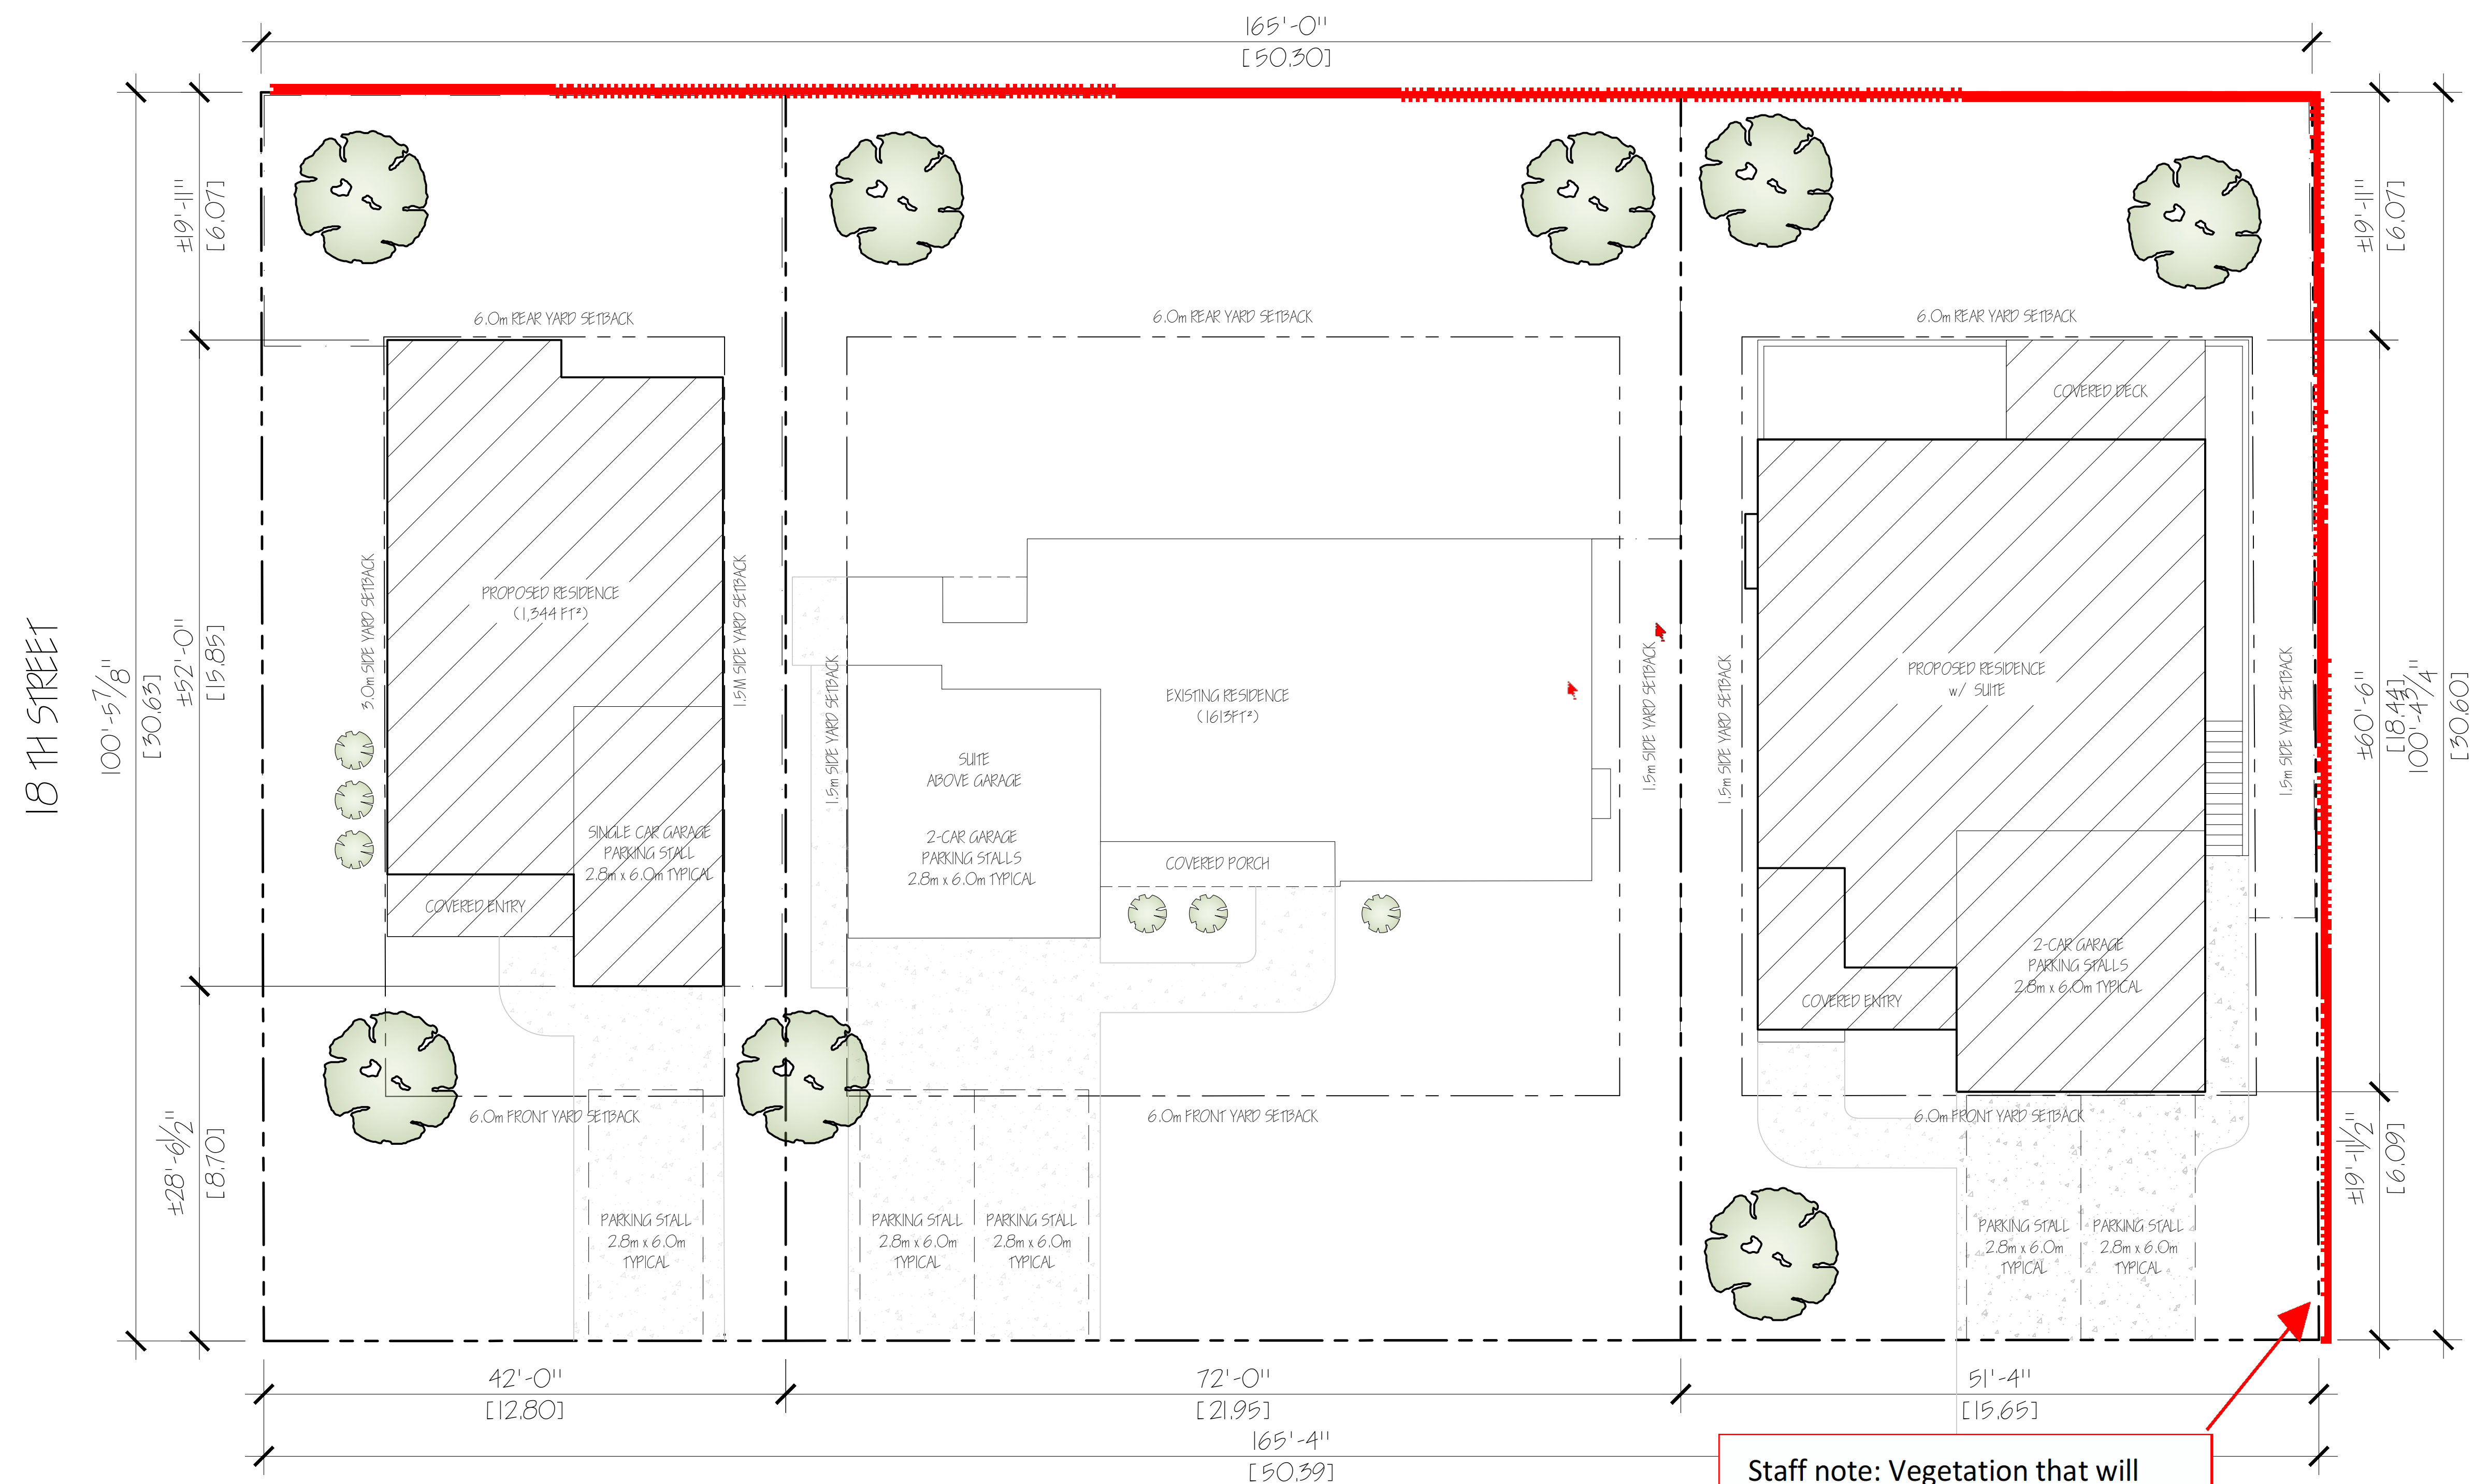 165'-0"
[50.30]
±19'-11"
[6.07]
±19'-11"
[6.07]
6.0m REAR YARD SETBACK
6.0m REAR YARD SETBACK
6.0m REAR YARD SETBACK
COVERED DECK
18 TH STREET
100'-5 7/8"
[30.63]
±52'-0"
[15.85]
3.0m SIDE YARD SETBACK
PROPOSED RESIDENCE
(1,344 FT²)
1.5M SIDE YARD SETBACK
1.5m SIDE YARD SETBACK
EXISTING RESIDENCE
(1613FT²)
1.5m SIDE YARD SETBACK
1.5m SIDE YARD SETBACK
PROPOSED RESIDENCE
w/ SUITE
1.5m SIDE YARD SETBACK
±60'-6"
[18.44]
100'-4 3/4"
[30.60]
SUITE
ABOVE GARAGE
2-CAR GARAGE
PARKING STALLS
2.8m x 6.0m TYPICAL
SINGLE CAR GARAGE
PARKING STALL
2.8m x 6.0m TYPICAL
COVERED PORCH
COVERED ENTRY
2-CAR GARAGE
PARKING STALLS
2.8m x 6.0m TYPICAL
COVERED ENTRY
6.0m FRONT YARD SETBACK
6.0m FRONT YARD SETBACK
6.0m FRONT YARD SETBACK
±28'-6 1/2"
[8.70]
±19'-11 1/2"
[6.09]
PARKING STALL
2.8m x 6.0m
TYPICAL
PARKING STALL
2.8m x 6.0m
TYPICAL
PARKING STALL
2.8m x 6.0m
TYPICAL
PARKING STALL
2.8m x 6.0m
TYPICAL
PARKING STALL
2.8m x 6.0m
TYPICAL
42'-0"
[12.80]
72'-0"
[21.95]
51'-4"
[15.65]
165'-4"
[50.39]
Staff note: Vegetation that will